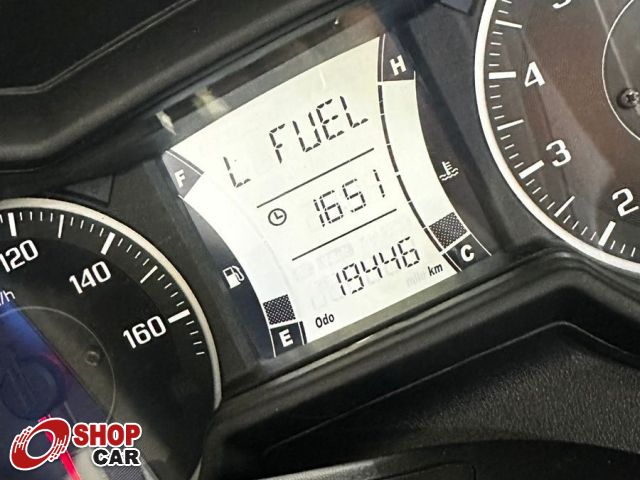 H
L FUEL
F
1651
19446
km
Odo
C
E
120
140
160
/h
4
3
2
SHOP
CAR